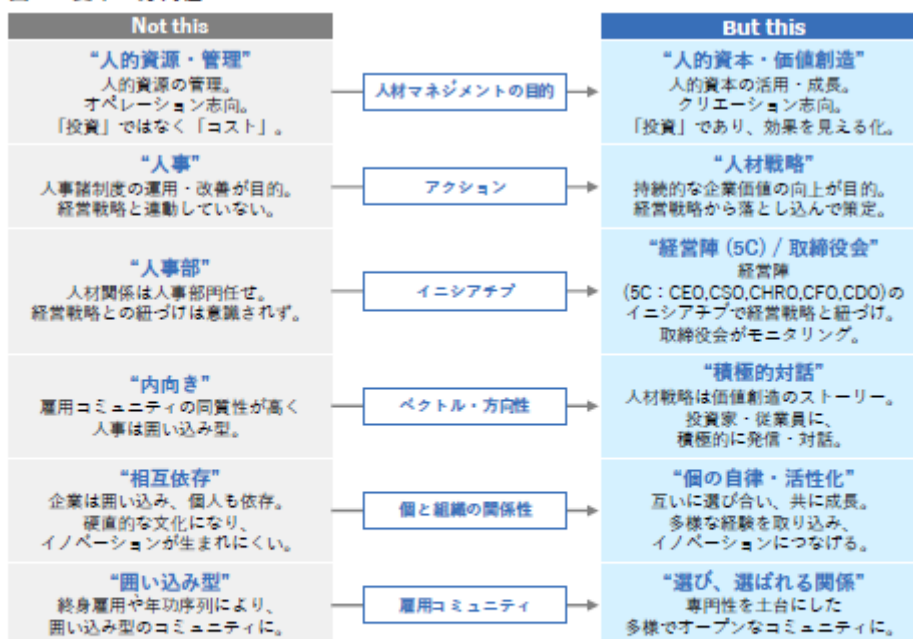 Not this
But this
“人的資源・管理”
人的資源の管理。
オペレーション志向。
「投資」ではなく「コスト」。
人材マネジメントの目的
“人的資本・価値創造”
人的資本の活用・成長。
クリエーション志向。
「投資」であり、効果を見える化。
“人事”
人事諸制度の運用・改善が目的。
経営戦略と連動していない。
アクション
“人材戦略”
持続的な企業価値の向上が目的。
経営戦略から落とし込んで策定。
“人事部”
人材関係は人事部門任せ。
経営戦略との紐づけは意識されず。
イニシアチブ
“経営陣 (5C) / 取締役会”
経営陣
(5C：CEO,CSO,CHRO,CFO,CDO)の
イニシアチブで経営戦略と紐づけ。
取締役会がモニタリング。
“内向き”
雇用コミュニティの同質性が高く
人事は囲い込み型。
ベクトル・方向性
“積極的対話”
人材戦略は価値創造のストーリー。
投資家・従業員に、
積極的に発信・対話。
“相互依存”
企業は囲い込み、個人も依存。
硬直的な文化になり、
イノベーションが生まれにくい。
個と組織の関係性
“個の自律・活性化”
互いに選び合い、共に成長。
多様な経験を取り込み、
イノベーションにつなげる。
“囲い込み型”
終身雇用や年功序列により、
囲い込み型のコミュニティに。
雇用コミュニティ
“選び、選ばれる関係”
専門性を土台にした
多様でオープンなコミュニティに。